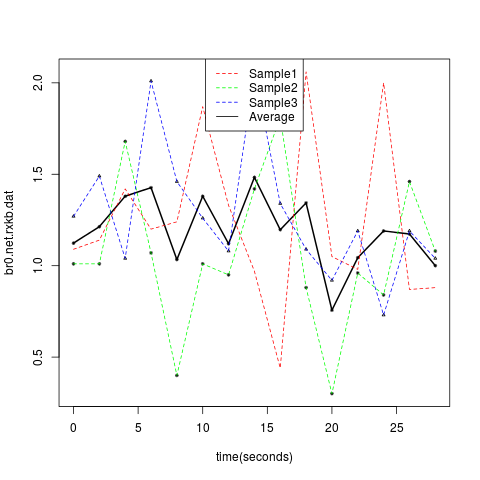 Sample1
Sample2
Sample3
Average
2.0
1.5
1.0
0.5
br0.net.rxkb.dat
0 5 10 15 20 25
time(seconds)